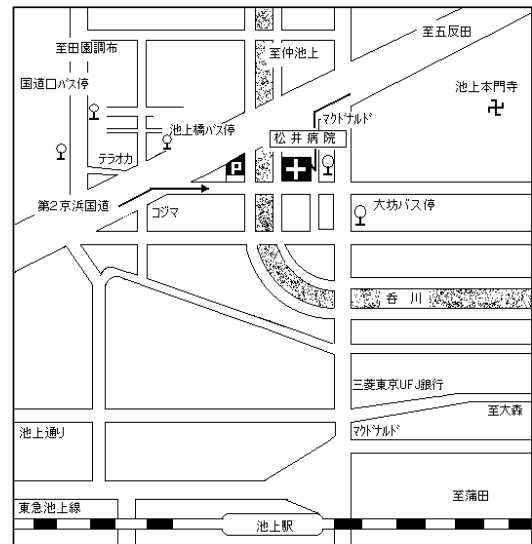 至五反田
至田園調布
至仲池上
国道口バス停
池上本門寺
卍
マクドナルド
池上橋バス停
松井病院
テラオカ
P
第2京浜国道
コジマ
大坊バス停
呑川
三菱東京UFJ銀行
至大森
池上通り
マクドナルド
至蒲田
東急池上線
池上駅